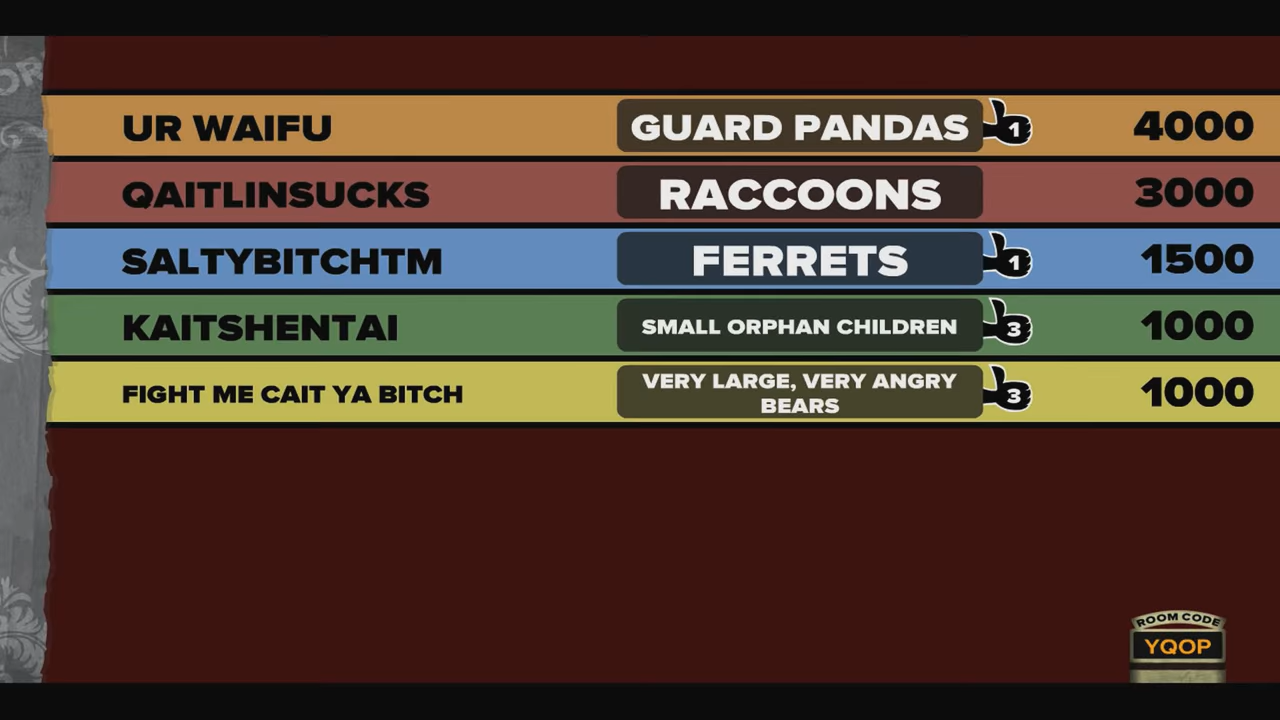 UR WAIFU GUARD PANDAS 1 4000
QAITLINSUCKS RACCOONS 3000
SALTYBITCHTM FERRETS 1 1500
KAITSHENTAI SMALL ORPHAN CHILDREN 3 1000
FIGHT ME CAIT YA BITCH VERY LARGE, VERY ANGRY
BEARS 3 1000
ROOM CODE
YQOP